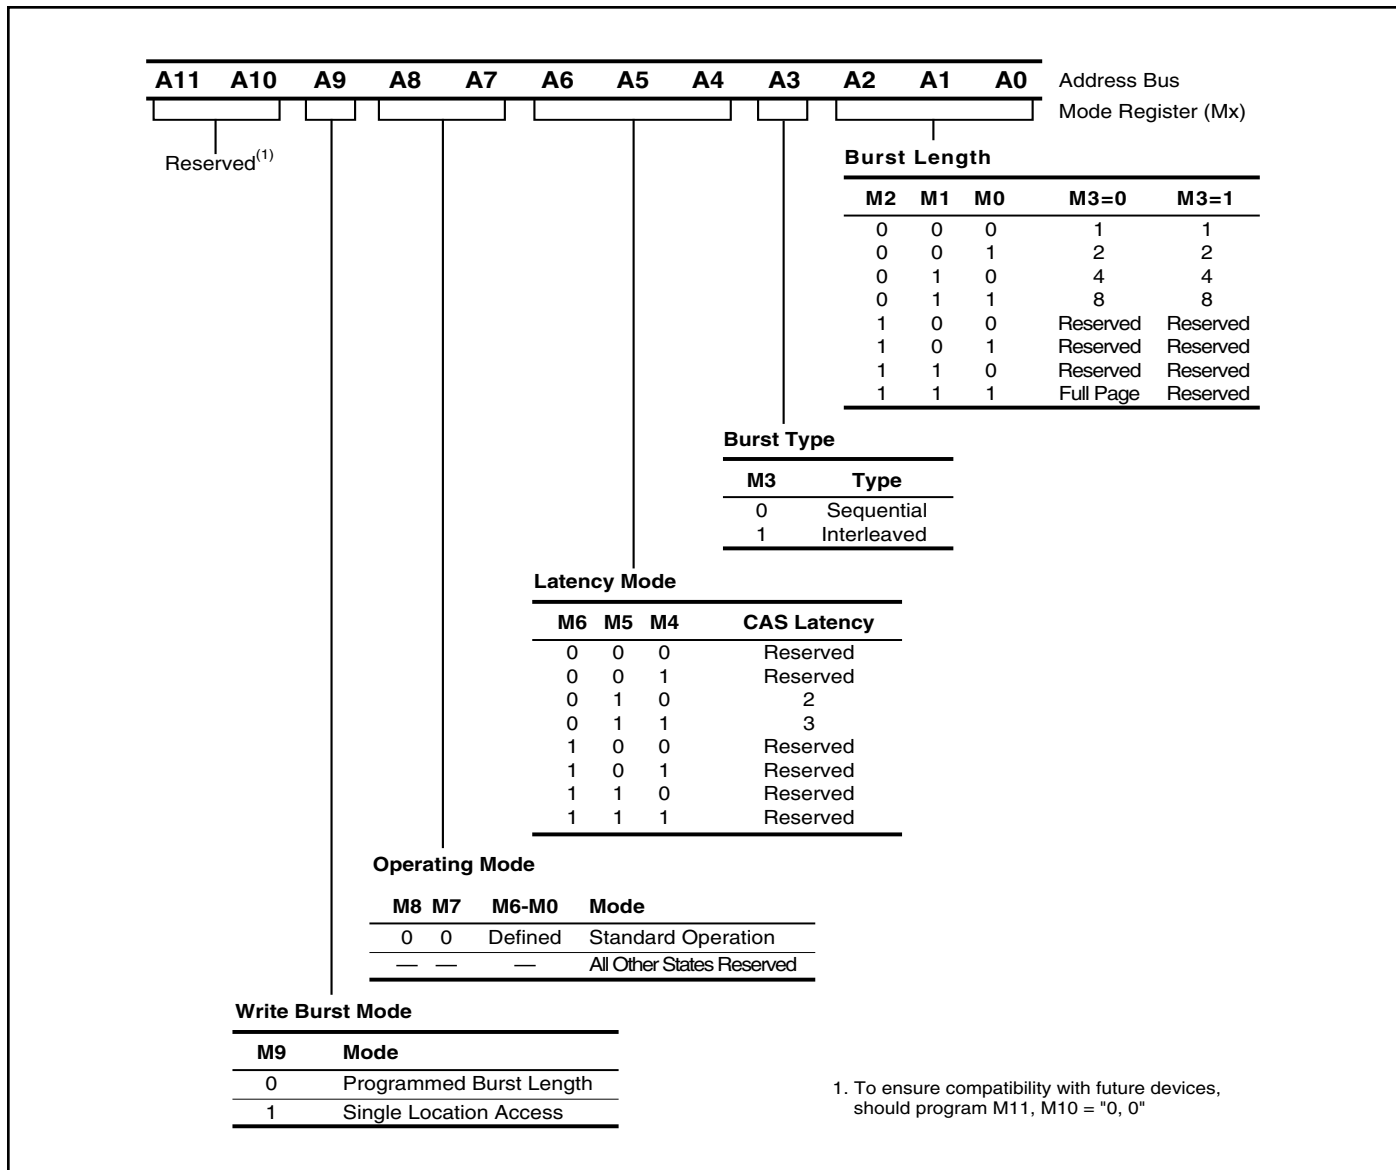 A11 A10 A9 A8 A7 A6 A5 A4 A3 A2 A1 A0 Address Bus
Mode Register (Mx)
Reserved(1)
Burst Length
M2 M1 M0 M3=0 M3=1
0 0 0 1 1
0 0 1 2 2
0 1 0 4 4
0 1 1 8 8
1 0 0 Reserved Reserved
1 0 1 Reserved Reserved
1 1 0 Reserved Reserved
1 1 1 Full Page Reserved
Burst Type
M3 Type
0 Sequential
1 Interleaved
Latency Mode
M6 M5 M4 CAS Latency
0 0 0 Reserved
0 0 1 Reserved
0 1 0 2
0 1 1 3
1 0 0 Reserved
1 0 1 Reserved
1 1 0 Reserved
1 1 1 Reserved
Operating Mode
M8 M7 M6-M0 Mode
0 0 Defined Standard Operation
— — — All Other States Reserved
Write Burst Mode
M9 Mode
0 Programmed Burst Length
1 Single Location Access
1. To ensure compatibility with future devices,
should program M11, M10 = "0, 0"